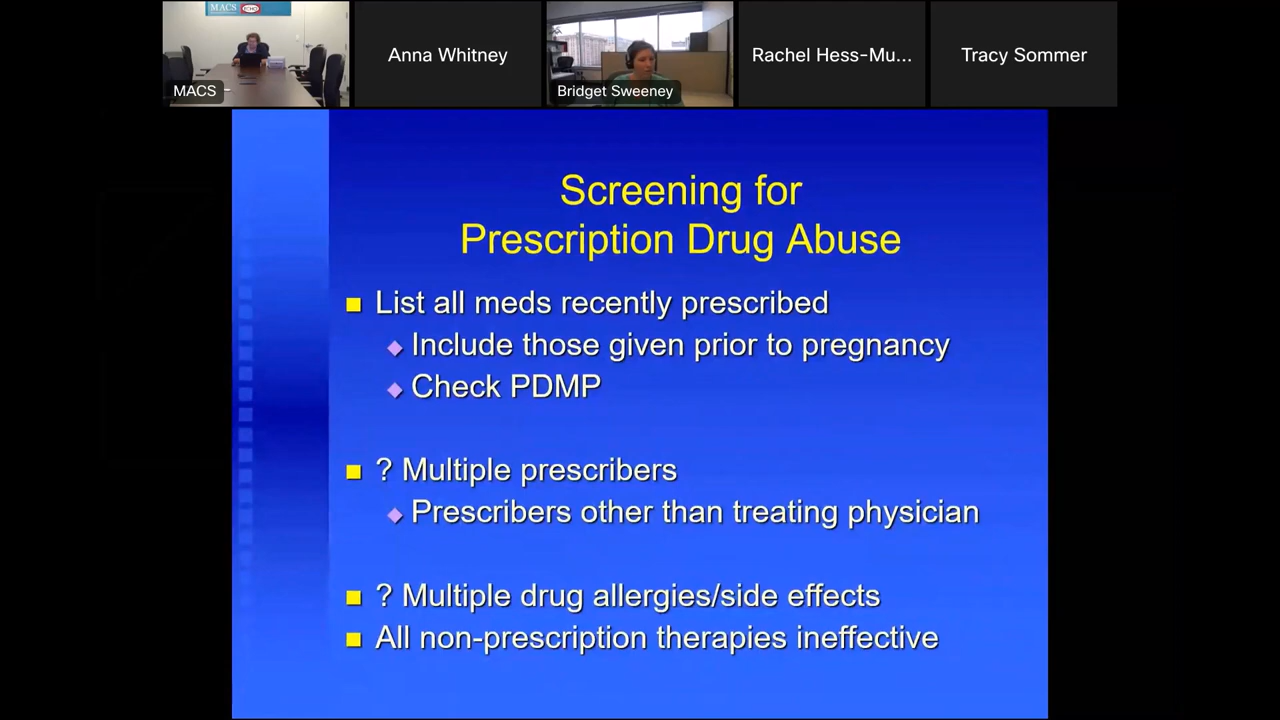 MACS
ECHO
MACS
Anna Whitney
Bridget Sweeney
Rachel Hess-Mu...
Tracy Sommer
Screening for
Prescription Drug Abuse
List all meds recently prescribed
Include those given prior to pregnancy
Check PDMP
? Multiple prescribers
Prescribers other than treating physician
? Multiple drug allergies/side effects
All non-prescription therapies ineffective